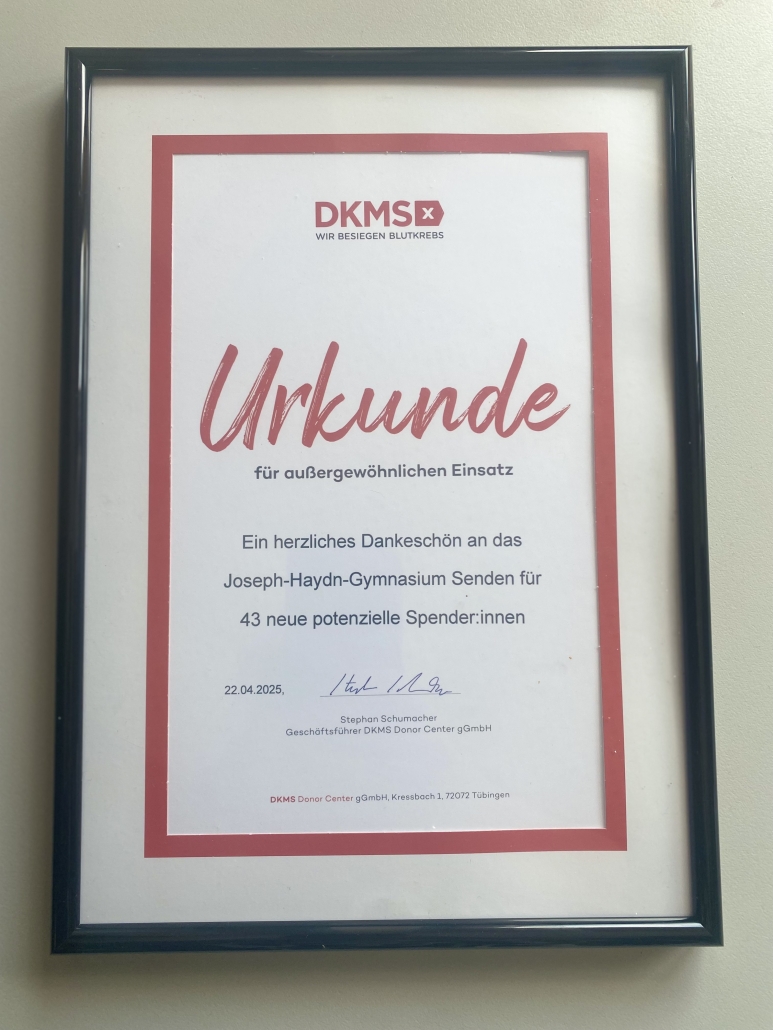 DKMS x
WIR BESIEGEN BLUTKREBS
Urkunde
für außergewöhnlichen Einsatz
Ein herzliches Dankeschön an das
Joseph-Haydn-Gymnasium Senden für
43 neue potenzielle Spender:innen
22.04.2025,
Stephan Schumacher
Geschäftsführer DKMS Donor Center gGmbH
DKMS Donor Center gGmbH, Kressbach 1, 72072 Tübingen